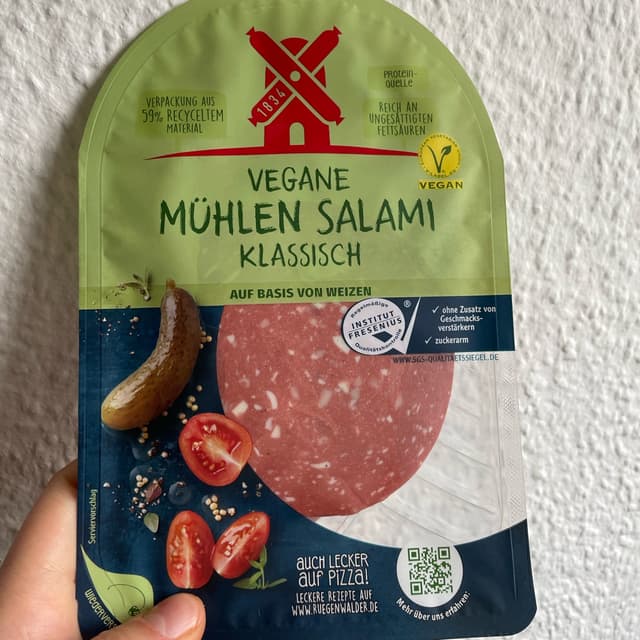 1834
VERPACKUNG AUS
59% RECYCELTEM
MATERIAL
PROTEIN-
QUELLE
REICH AN
UNGESÄTTIGTEN
FETTSÄUREN
VEGAN
VEGANE
MÜHLEN SALAMI
KLASSISCH
AUF BASIS VON WEIZEN
Regelmäßige
INSTITUT
FRESENIUS
Qualitätskontrolle
®
✓ ohne Zusatz von
Geschmacks-
verstärkern
✓ zuckerarm
WWW.SGS-QUALITAETSSIEGEL.DE
Serviervorschlag
AUCH LECKER
AUF PIZZA!
LECKERE REZEPTE AUF
WWW.RUEGENWALDER.DE
Mehr über uns erfahren: